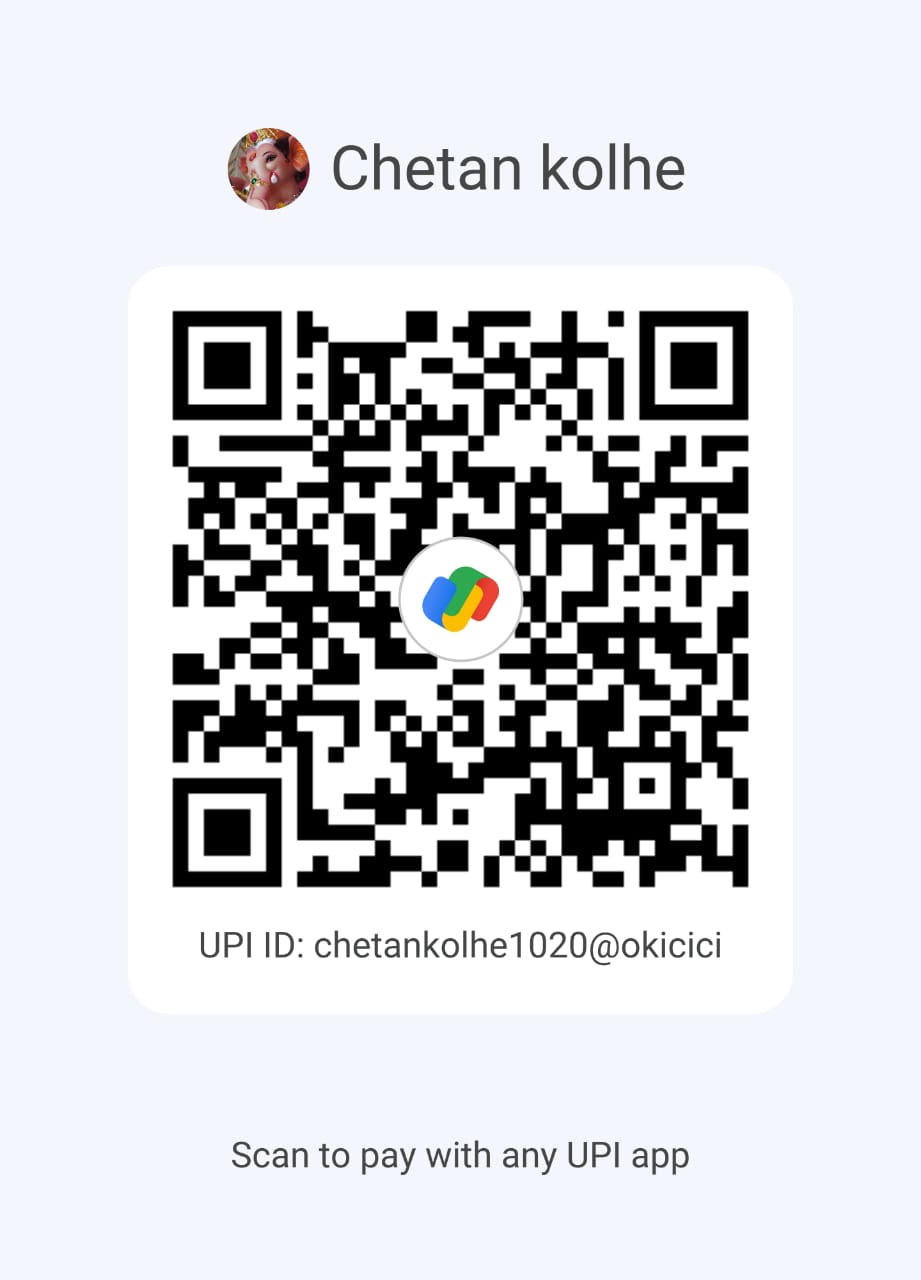 Chetan kolhe
UPI ID: chetankolhe1020@okicici
Scan to pay with any UPI app